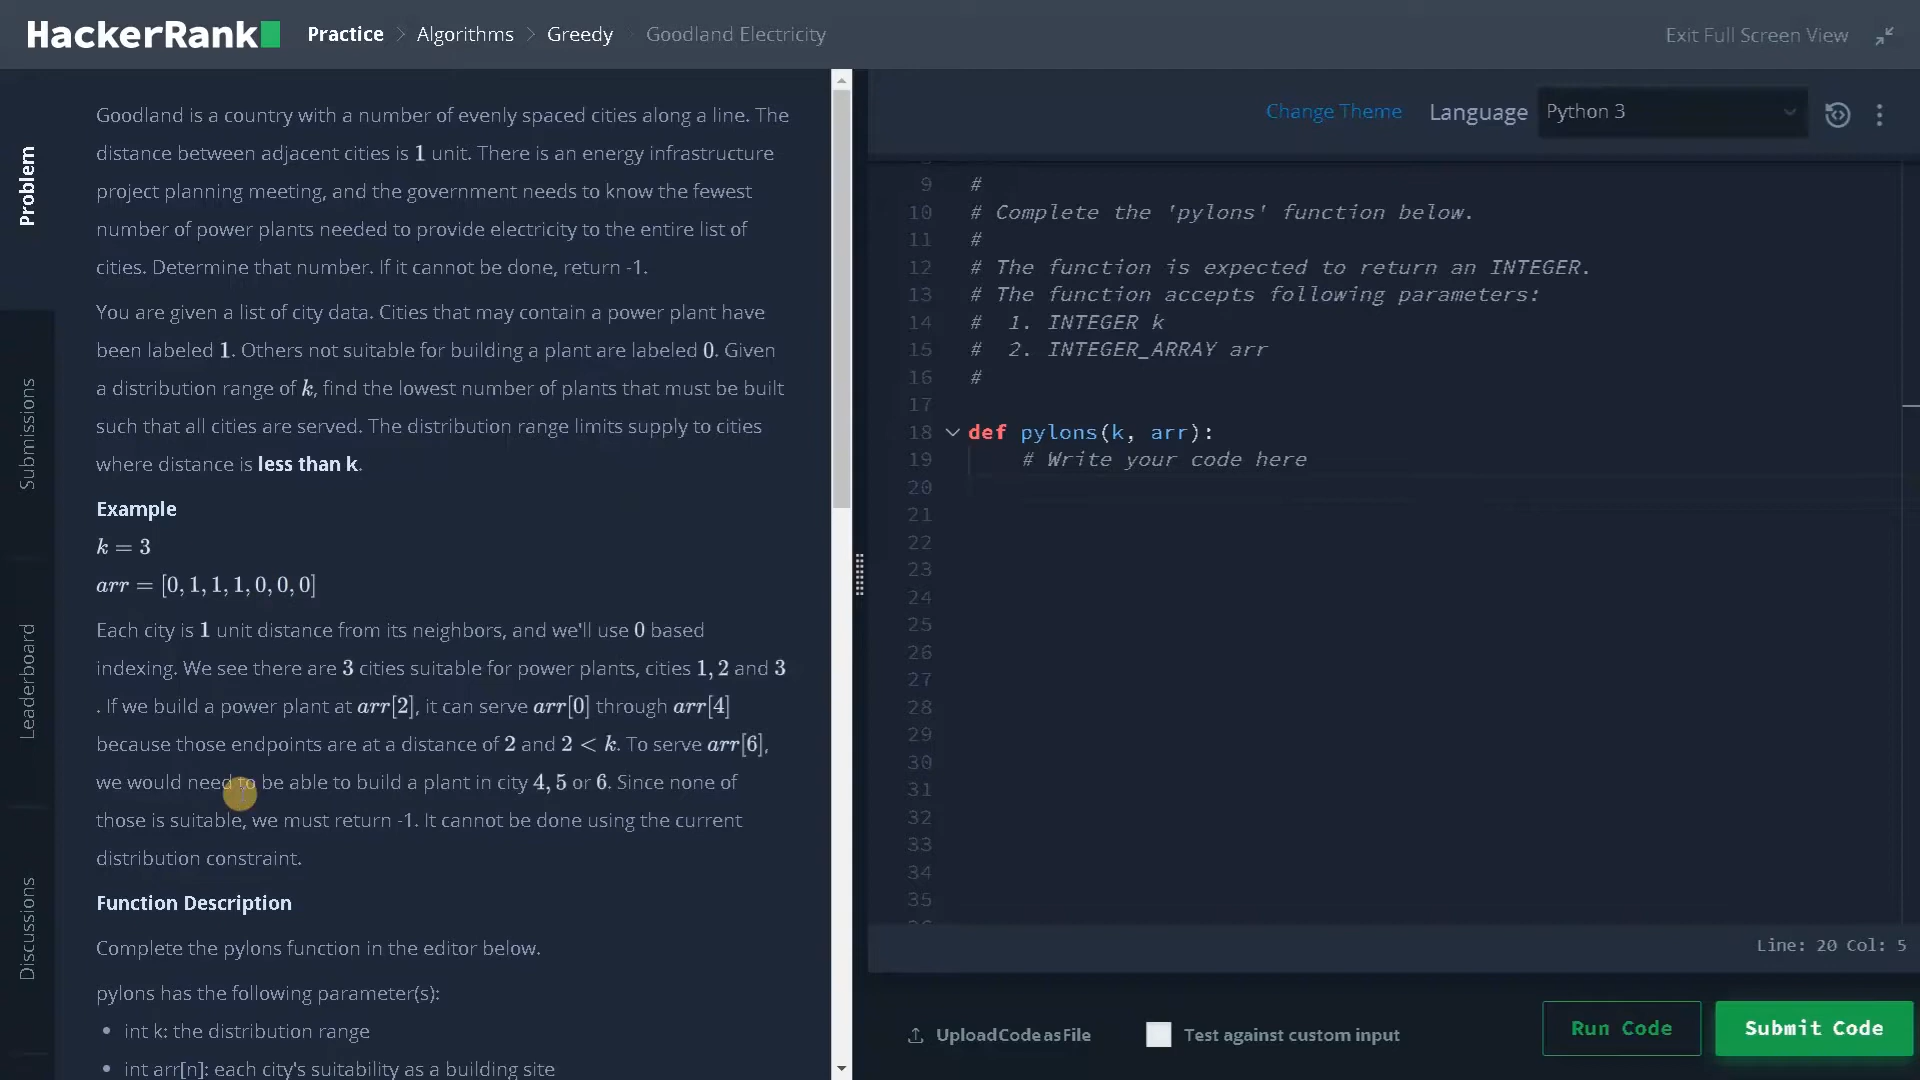 HackerRank Practice > Algorithms > Greedy Goodland Electricity Exit Full Screen View
Problem
Submissions
Leaderboard
Discussions
Goodland is a country with a number of evenly spaced cities along a line. The
distance between adjacent cities is 1 unit. There is an energy infrastructure
project planning meeting, and the government needs to know the fewest
number of power plants needed to provide electricity to the entire list of
cities. Determine that number. If it cannot be done, return -1.
You are given a list of city data. Cities that may contain a power plant have
been labeled 1. Others not suitable for building a plant are labeled 0. Given
a distribution range of k, find the lowest number of plants that must be built
such that all cities are served. The distribution range limits supply to cities
where distance is less than k.
Example
k = 3
arr = [0, 1, 1, 1, 0, 0, 0]
Each city is 1 unit distance from its neighbors, and we'll use 0 based
indexing. We see there are 3 cities suitable for power plants, cities 1, 2 and 3
. If we build a power plant at arr[2], it can serve arr[0] through arr[4]
because those endpoints are at a distance of 2 and 2 < k. To serve arr[6],
we would need to be able to build a plant in city 4, 5 or 6. Since none of
those is suitable, we must return -1. It cannot be done using the current
distribution constraint.
Function Description
Complete the pylons function in the editor below.
pylons has the following parameter(s):
• int k: the distribution range
• int arr[n]: each city's suitability as a building site
Change Theme Language Python 3
9 #
10 # Complete the 'pylons' function below.
11 #
12 # The function is expected to return an INTEGER.
13 # The function accepts following parameters:
14 #  1. INTEGER k
15 #  2. INTEGER_ARRAY arr
16 #
17
18 def pylons(k, arr):
19     # Write your code here
20
21
22
23
24
25
26
27
28
29
30
31
32
33
34
35
Line: 20 Col: 5
Upload Code as File Test against custom input Run Code Submit Code